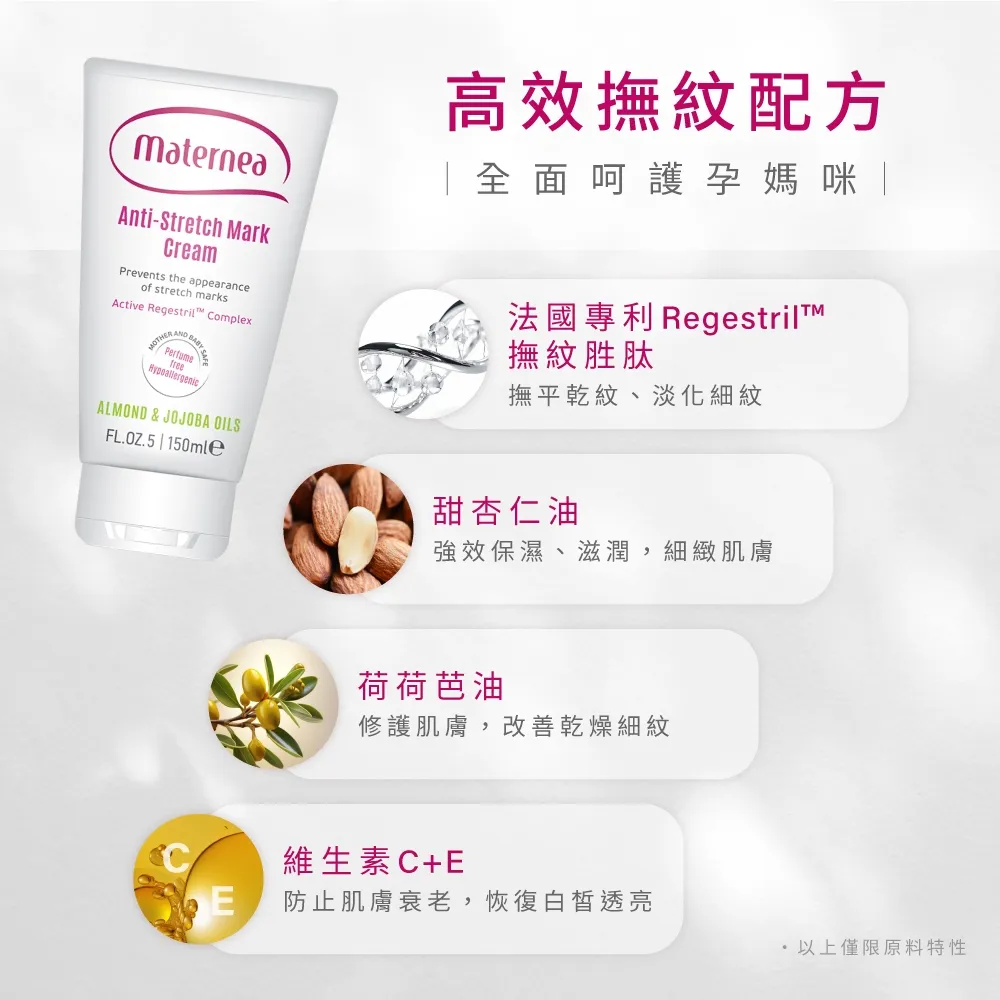 高效撫紋配方
全面呵護孕媽咪
Maternea
Anti-Stretch Mark
Cream
Prevents the appearance
of stretch marks
Active Regestril™ Complex
MOTHER AND BABY SAFE
Perfume
free
Hypoallergenic
ALMOND & JOJOBA OILS
FL.OZ.5 | 150ml℮
法國專利Regestril™
撫紋胜肽
撫平乾紋、淡化細紋
甜杏仁油
強效保濕、滋潤，細緻肌膚
荷荷芭油
修護肌膚，改善乾燥細紋
C
E
維生素C+E
防止肌膚衰老，恢復白皙透亮
・以上僅限原料特性